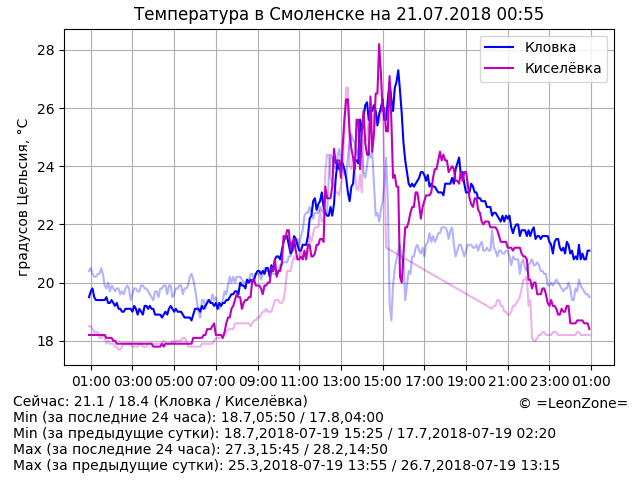 Температура в Смоленске на 21.07.2018 00:55
Кловка
Киселёвка
градусов Цельсия, °C
28
26
24
22
20
18
01:00 03:00 05:00 07:00 09:00 11:00 13:00 15:00 17:00 19:00 21:00 23:00 01:00
Сейчас: 21.1 / 18.4 (Кловка / Киселёвка)
© =LeonZone=
Min (за последние 24 часа): 18.7,05:50 / 17.8,04:00
Min (за предыдущие сутки): 18.7,2018-07-19 15:25 / 17.7,2018-07-19 02:20
Max (за последние 24 часа): 27.3,15:45 / 28.2,14:50
Max (за предыдущие сутки): 25.3,2018-07-19 13:55 / 26.7,2018-07-19 13:15